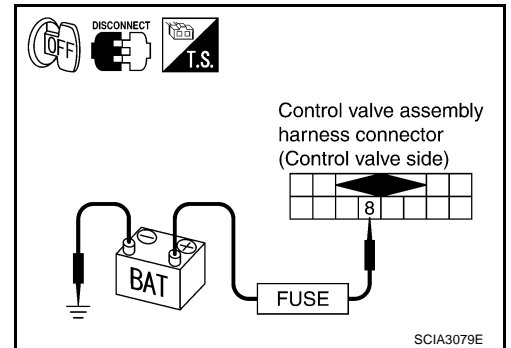 OFF
DISCONNECT
T.S.
Control valve assembly
harness connector
(Control valve side)
8
BAT
FUSE
SCIA3079E